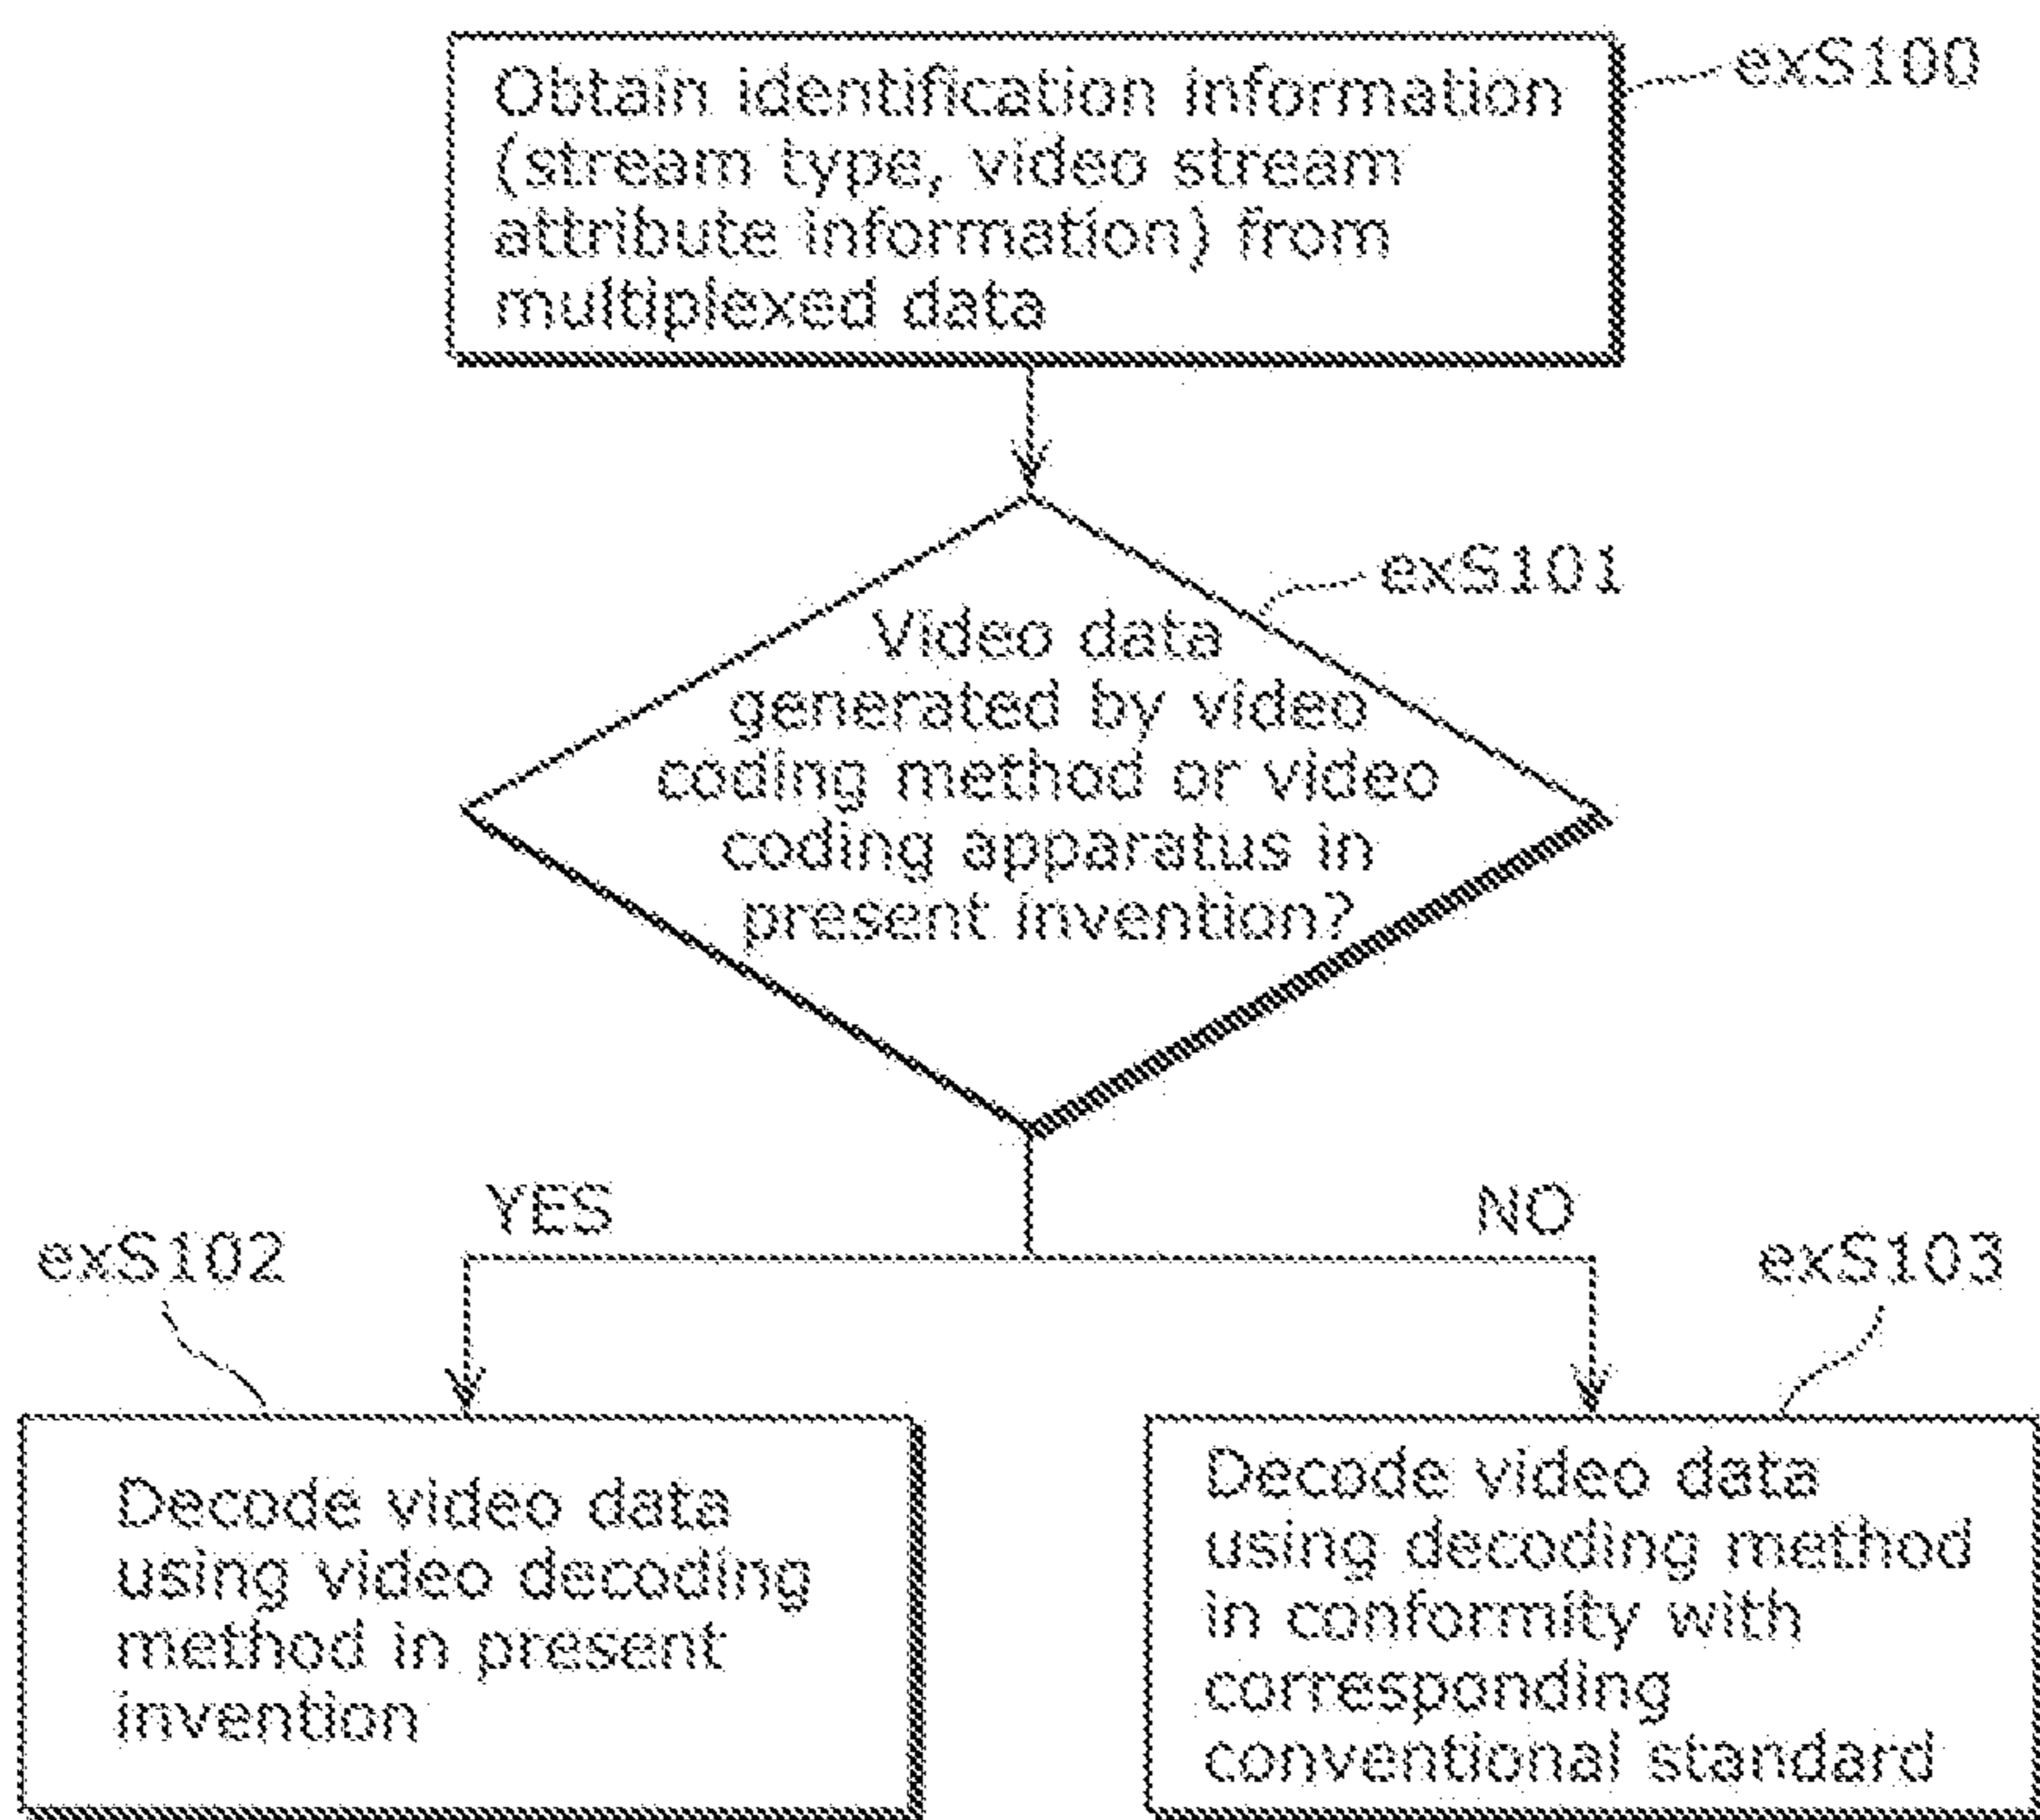 Obtain identification information
(stream type, video stream
attribute information) from
multiplexed data
exS100
exS101
Video data
generated by video
coding method or video
coding apparatus in
present invention?
YES
NO
exS102
exS103
Decode video data
using video decoding
method in present
invention
Decode video data
using decoding method
in conformity with
corresponding
conventional standard